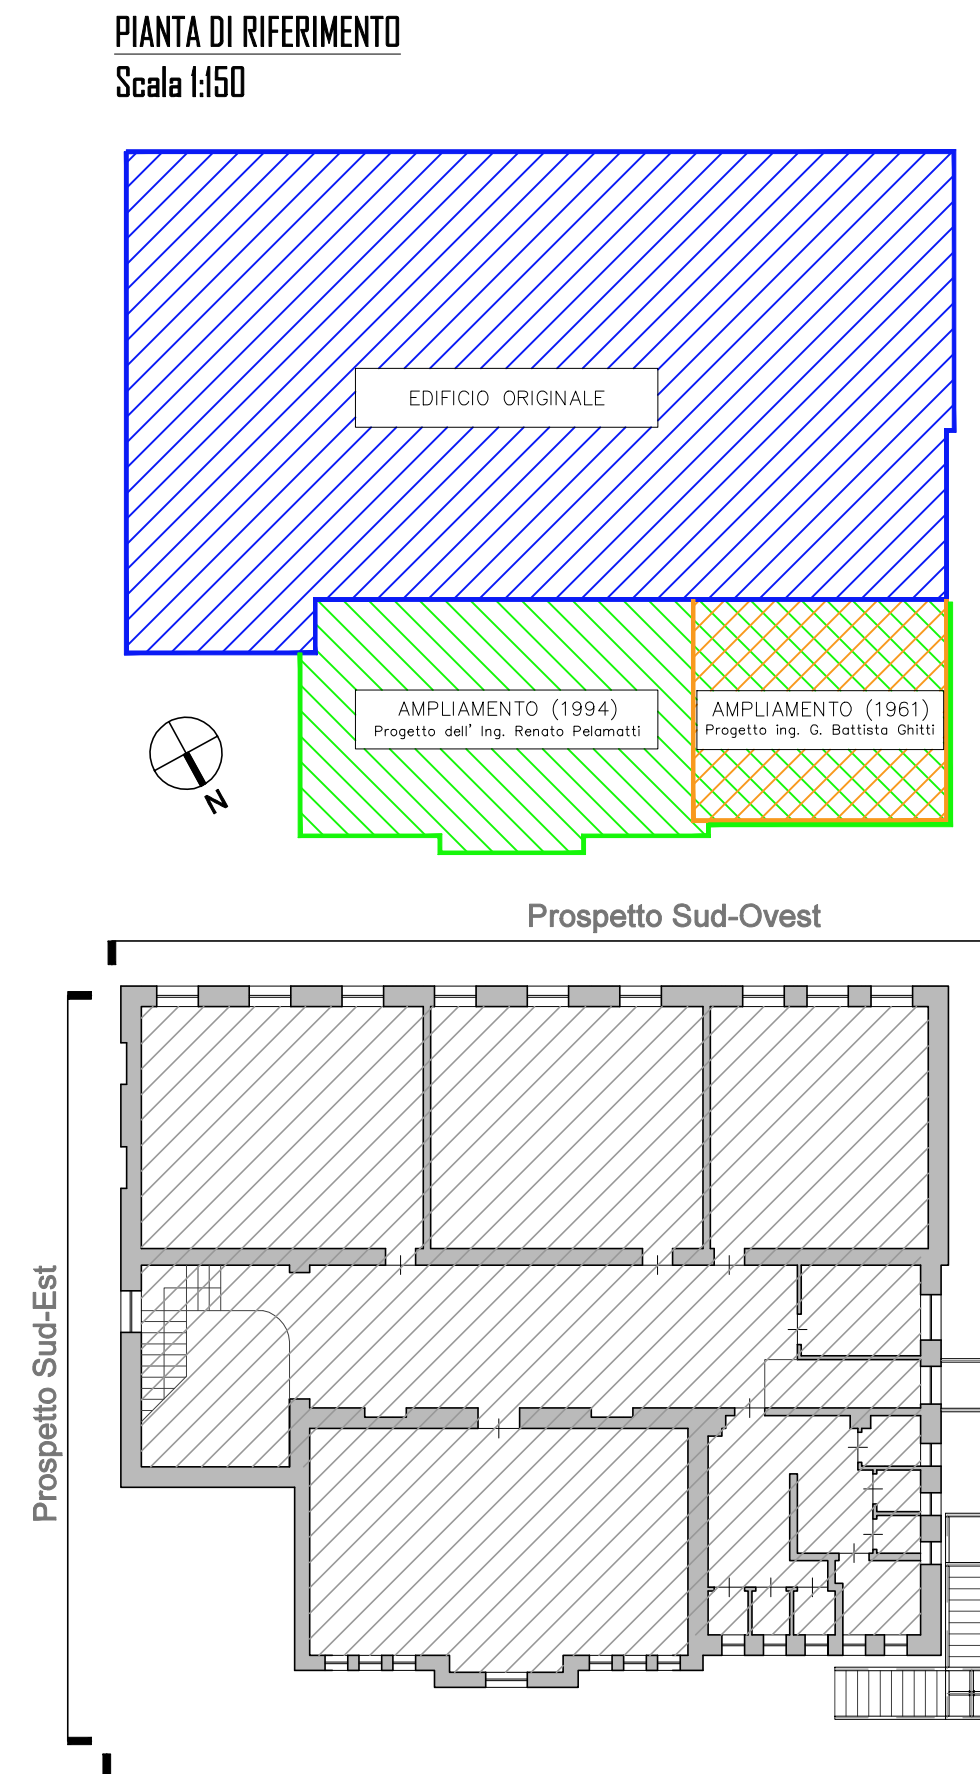 PIANTA DI RIFERIMENTO
Scala 1:150
EDIFICIO ORIGINALE
AMPLIAMENTO (1994)
Progetto dell' Ing. Renato Pelamatti
AMPLIAMENTO (1961)
Progetto ing. G. Battista Ghitti
N
Prospetto Sud-Ovest
Prospetto Sud-Est